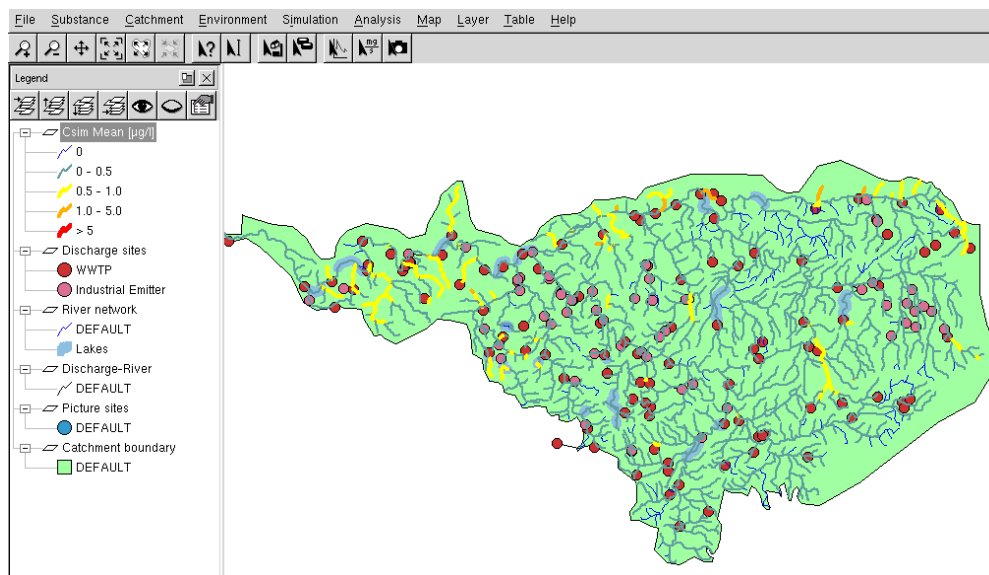 File Substance Catchment Environment Simulation Analysis Map Layer Table Help
? I mg/s
Legend
Csim Mean [µg/l]
0
0 - 0.5
0.5 - 1.0
1.0 - 5.0
> 5
Discharge sites
WWTP
Industrial Emitter
River network
DEFAULT
Lakes
Discharge-River
DEFAULT
Picture sites
DEFAULT
Catchment boundary
DEFAULT